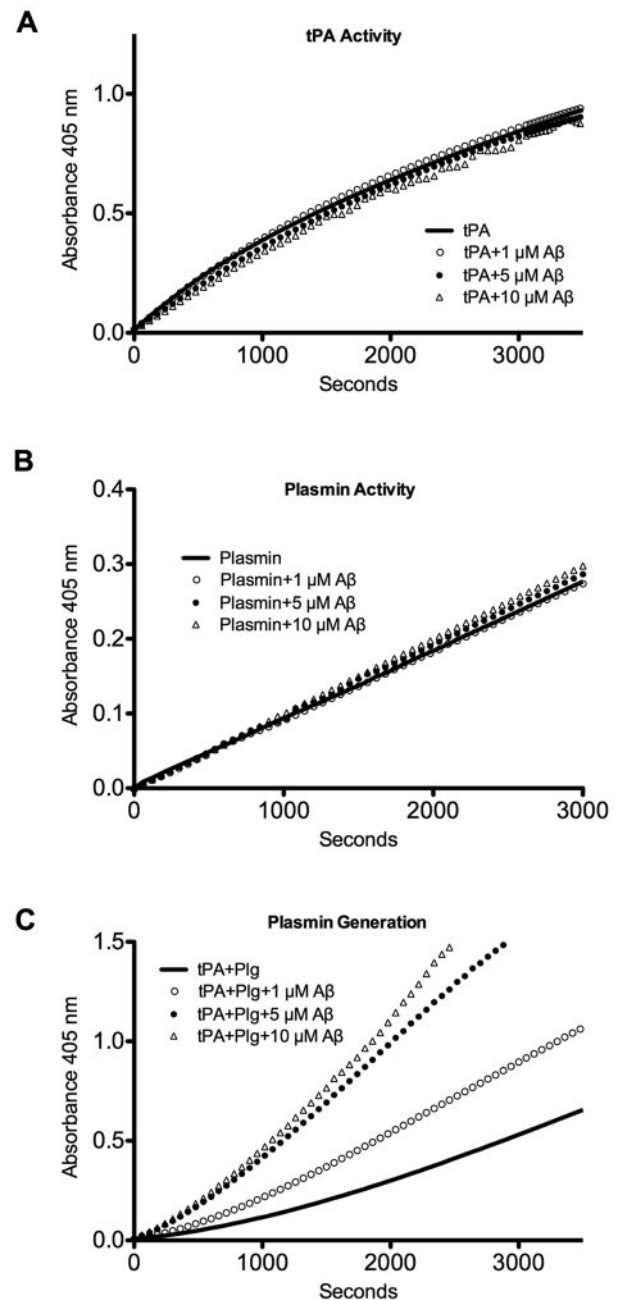 A
tPA Activity
Absorbance 405 nm
1.0
0.5
0.0
tPA
tPA+1 µM Aβ
tPA+5 µM Aβ
tPA+10 µM Aβ
0 1000 2000 3000
Seconds
B
Plasmin Activity
Absorbance 405 nm
0.4
0.3
0.2
0.1
0.0
Plasmin
Plasmin+1 µM Aβ
Plasmin+5 µM Aβ
Plasmin+10 µM Aβ
0 1000 2000 3000
Seconds
C
Plasmin Generation
Absorbance 405 nm
1.5
1.0
0.5
0.0
tPA+Plg
tPA+Plg+1 µM Aβ
tPA+Plg+5 µM Aβ
tPA+Plg+10 µM Aβ
0 1000 2000 3000
Seconds